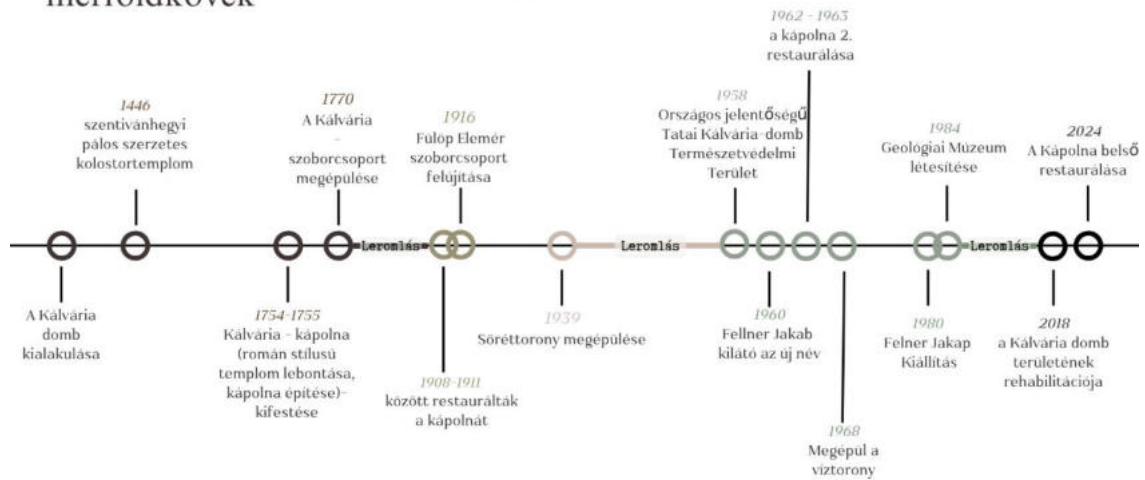 mérföldkövek
1962 - 1963
a kápolna 2.
restaurálása
1446
szentivánhegyi
pálos szerzetes
kolostortemplom
1770
A Kálvária
-
szoborcsoport
megépülése
1916
Fülöp Elemér
szoborcsoport
felújítása
1958
Országos jelentőségű
Tatai Kálvária-domb
Természetvédelmi
Terület
1984
Geológiai Múzeum
létesítése
2024
A Kápolna belső
restaurálása
Leromlás
Leromlás
Leromlás
A Kálvária
domb
kialakulása
1754-1755
Kálvária - kápolna
(román stílusú
templom lebontása,
kápolna építése)-
kifestése
1908-1911
között restaurálták
a kápolnát
1939
Söréttorony megépülése
1960
Fellner Jakab
kilátó az új név
1968
Megépül a
víztorony
1980
Felner Jakap
Kiállítás
2018
a Kálvária domb
területének
rehabilitációja